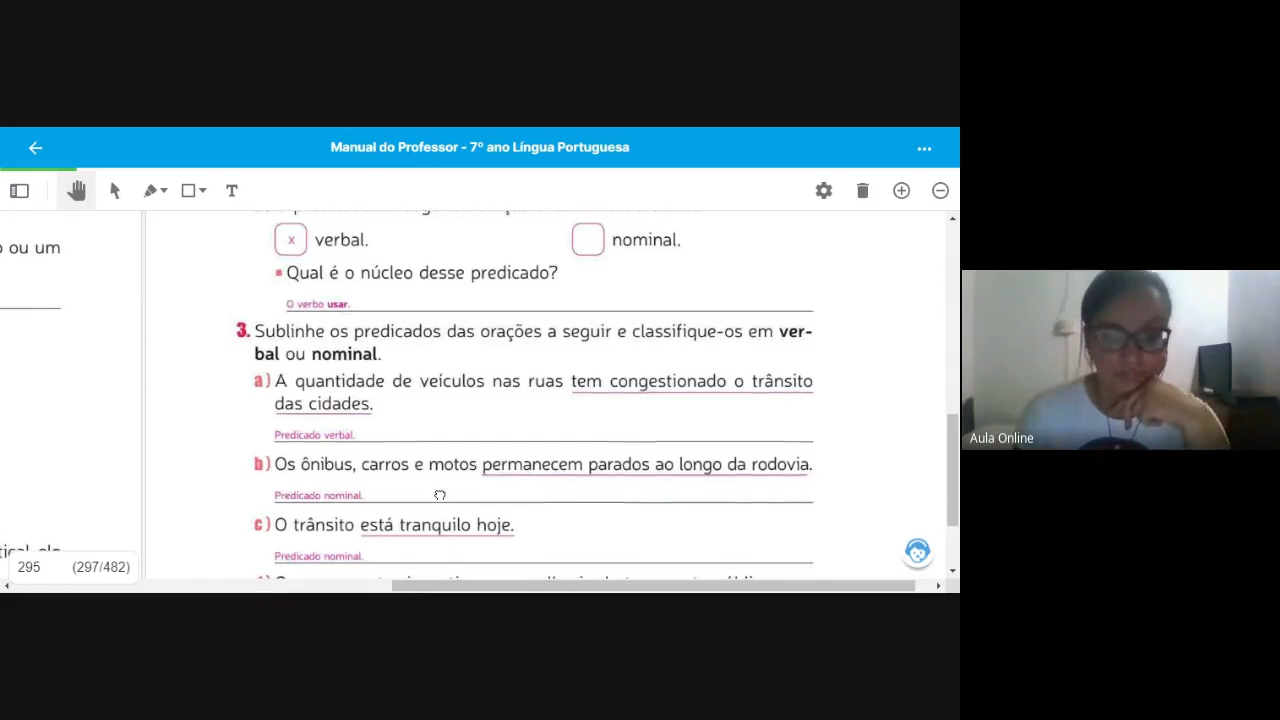 Manual do Professor - 7º ano Língua Portuguesa
T
o ou um
x verbal. nominal.
Qual é o núcleo desse predicado?
O verbo usar.
3. Sublinhe os predicados das orações a seguir e classifique-os em ver-
bal ou nominal.
a) A quantidade de veículos nas ruas tem congestionado o trânsito
das cidades.
Predicado verbal.
b) Os ônibus, carros e motos permanecem parados ao longo da rodovia.
Predicado nominal.
c) O trânsito está tranquilo hoje.
Predicado nominal.
295 (297/482)
Aula Online